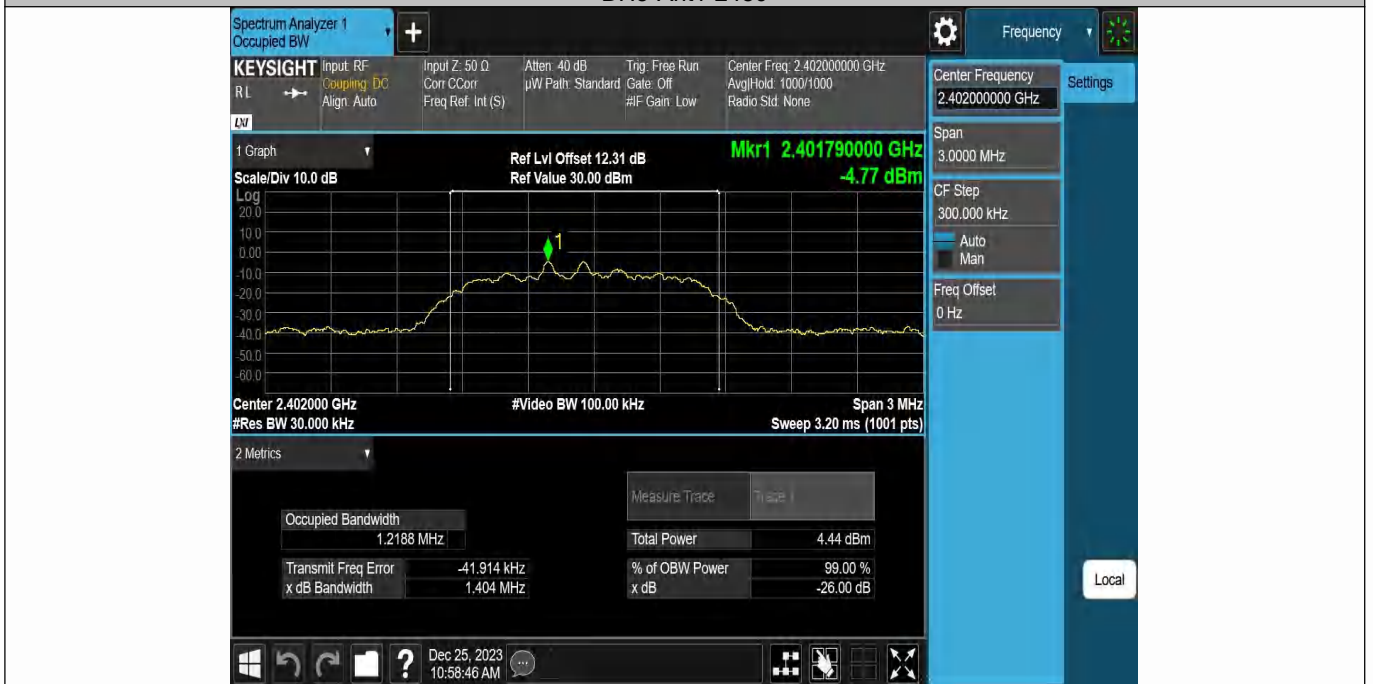 Spectrum Analyzer 1
Occupied BW
Frequency
KEYSIGHT
R L
LXI
Input: RF
Coupling: DC
Align: Auto
Input Z: 50 Ω
Corr CCorr
Freq Ref: Int (S)
Atten: 40 dB
µW Path: Standard
Trig: Free Run
Gate: Off
#IF Gain: Low
Center Freq: 2.402000000 GHz
Avg|Hold: 1000/1000
Radio Std: None
Center Frequency
2.402000000 GHz
Settings
Span
3.0000 MHz
CF Step
300.000 kHz
Auto
Man
Freq Offset
0 Hz
Local
1 Graph
Scale/Div 10.0 dB
Ref Lvl Offset 12.31 dB
Ref Value 30.00 dBm
Mkr1 2.401790000 GHz
-4.77 dBm
Log
20.0
10.0
0.00
-10.0
-20.0
-30.0
-40.0
-50.0
-60.0
1
Center 2.402000 GHz
#Video BW 100.00 kHz
Span 3 MHz
#Res BW 30.000 kHz
Sweep 3.20 ms (1001 pts)
2 Metrics
Measure Trace
Trace 1
Occupied Bandwidth
1.2188 MHz
Total Power
4.44 dBm
Transmit Freq Error
-41.914 kHz
% of OBW Power
99.00 %
x dB Bandwidth
1.404 MHz
x dB
-26.00 dB
?
Dec 25, 2023
10:58:46 AM